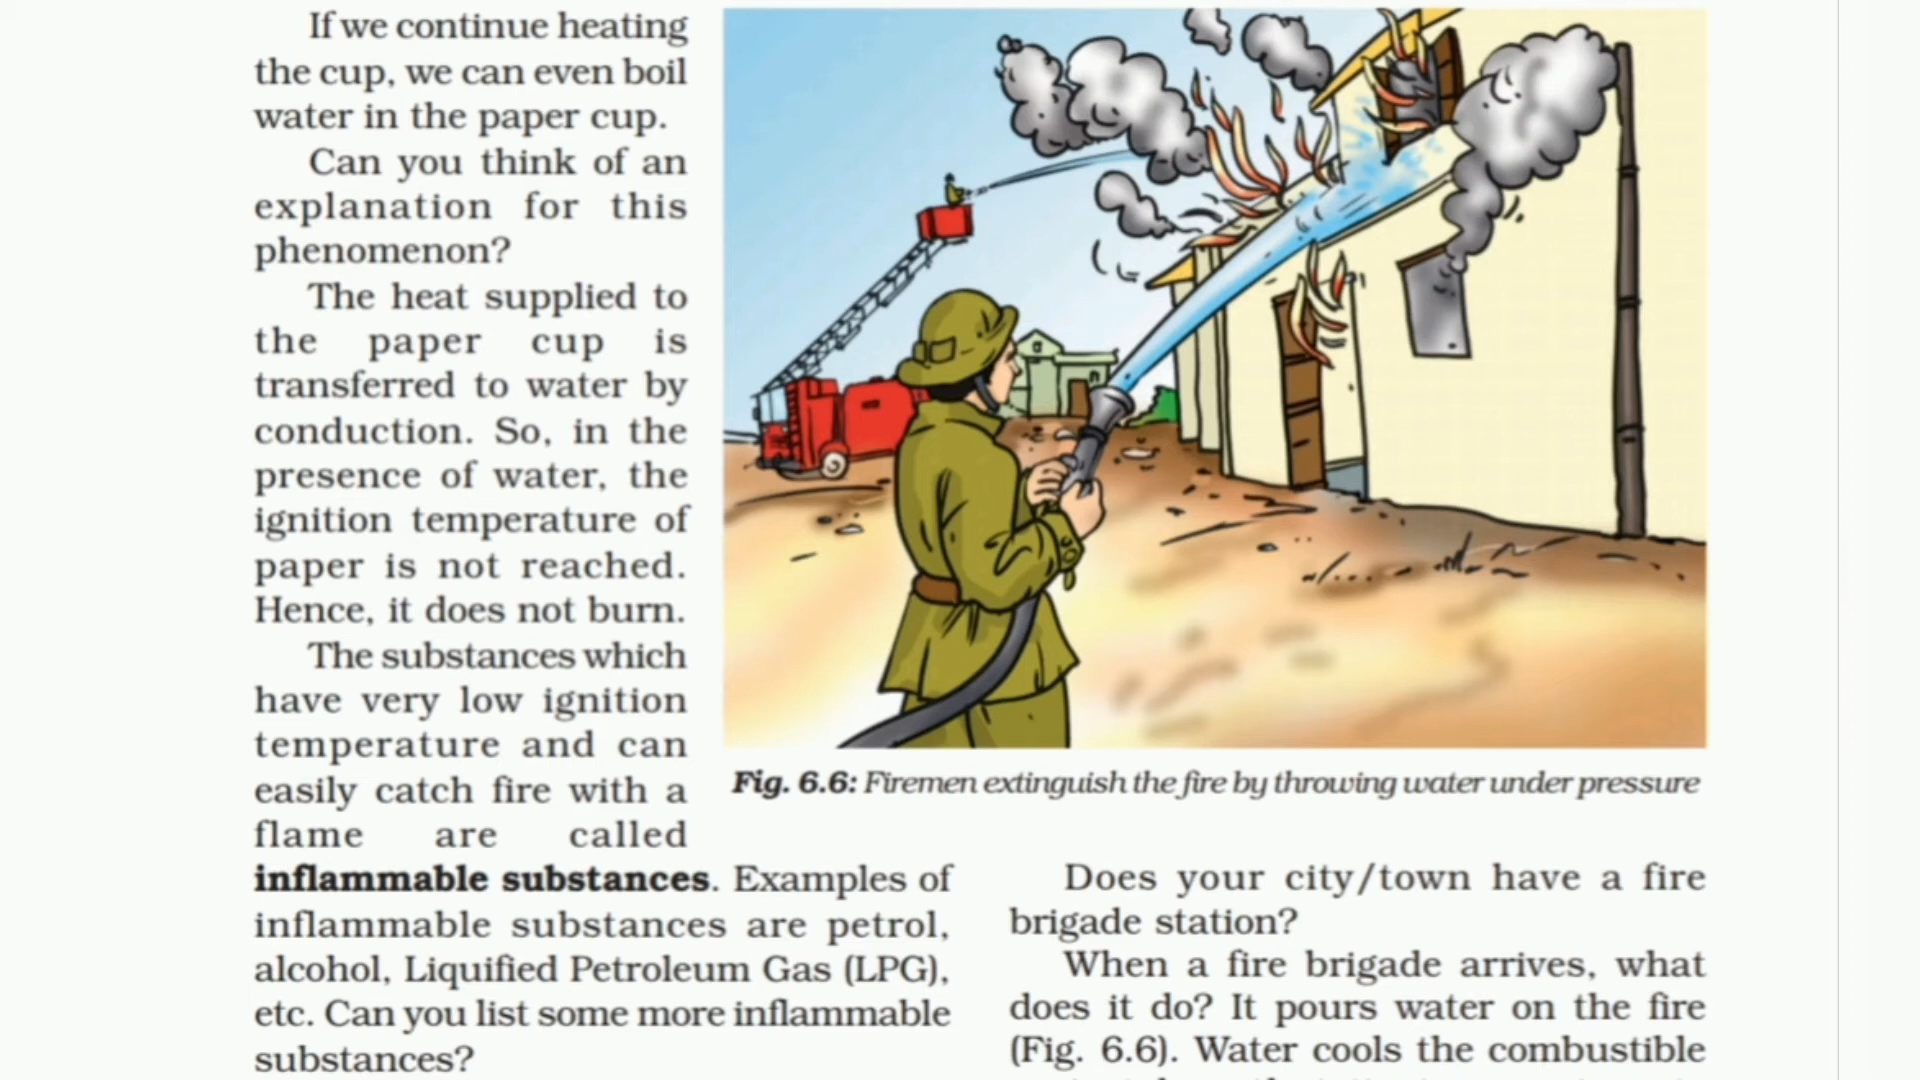 If we continue heating
the cup, we can even boil
water in the paper cup.
Can you think of an
explanation for this
phenomenon?
The heat supplied to
the paper cup is
transferred to water by
conduction. So, in the
presence of water, the
ignition temperature of
paper is not reached.
Hence, it does not burn.
The substances which
have very low ignition
temperature and can
easily catch fire with a
flame are called
inflammable substances. Examples of
inflammable substances are petrol,
alcohol, Liquified Petroleum Gas (LPG),
etc. Can you list some more inflammable
substances?
Fig. 6.6: Firemen extinguish the fire by throwing water under pressure
Does your city/town have a fire
brigade station?
When a fire brigade arrives, what
does it do? It pours water on the fire
(Fig. 6.6). Water cools the combustible